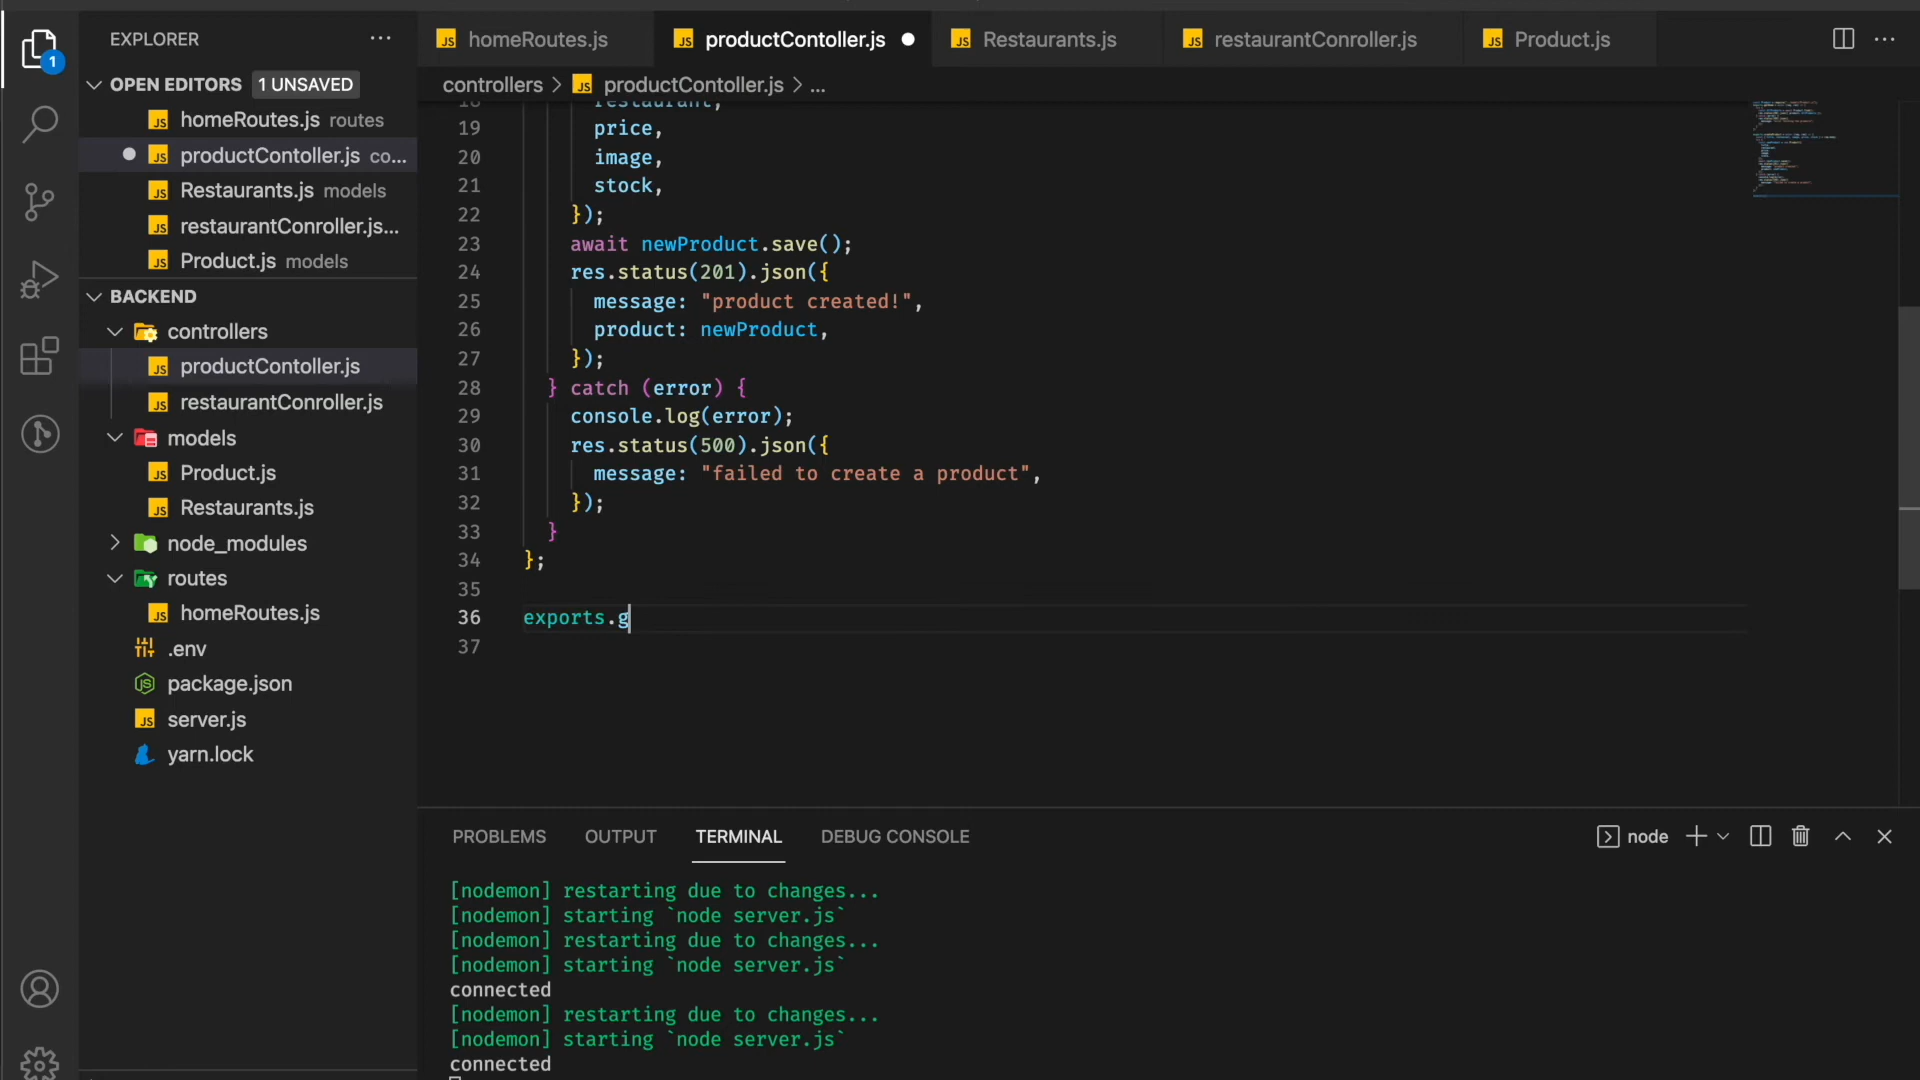 EXPLORER
1
OPEN EDITORS 1 UNSAVED
homeRoutes.js routes
productContoller.js co...
Restaurants.js models
restaurantConroller.js...
Product.js models
BACKEND
controllers
productContoller.js
restaurantConroller.js
models
Product.js
Restaurants.js
node_modules
routes
homeRoutes.js
.env
package.json
server.js
yarn.lock
homeRoutes.js productContoller.js Restaurants.js restaurantConroller.js Product.js
controllers > productContoller.js > ...
18 restaurant,
19 price,
20 image,
21 stock,
22 });
23 await newProduct.save();
24 res.status(201).json({
25 message: "product created!",
26 product: newProduct,
27 });
28 } catch (error) {
29 console.log(error);
30 res.status(500).json({
31 message: "failed to create a product",
32 });
33 }
34 };
35
36 exports.g
37
PROBLEMS OUTPUT TERMINAL DEBUG CONSOLE node
[nodemon] restarting due to changes...
[nodemon] starting `node server.js`
[nodemon] restarting due to changes...
[nodemon] starting `node server.js`
connected
[nodemon] restarting due to changes...
[nodemon] starting `node server.js`
connected